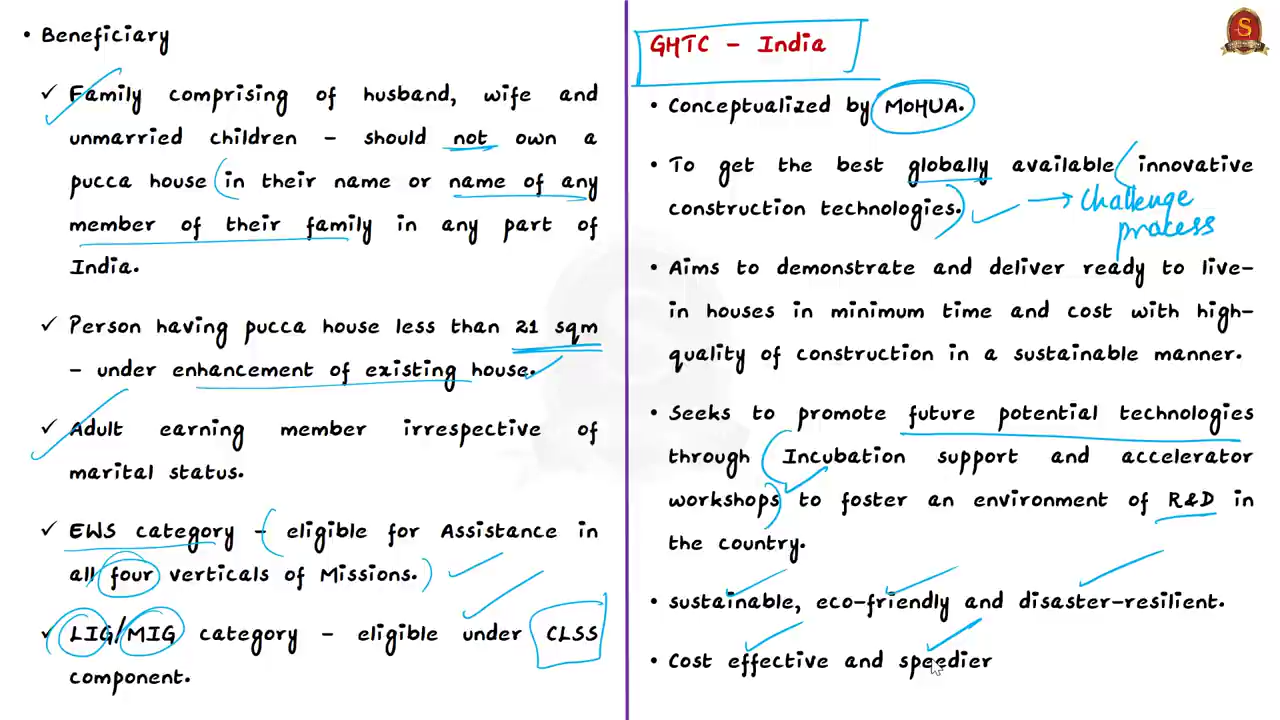 • Beneficiary
✓ Family comprising of husband, wife and
unmarried children – should not own a
pucca house (in their name or name of any
member of their family in any part of
India.
✓ Person having pucca house less than 21 sqm
– under enhancement of existing house.
✓ Adult earning member irrespective of
marital status.
✓ EWS category – (eligible for Assistance in
all four verticals of Missions.)
✓ LIG/MIG category – eligible under CLSS
component.
GHTC – India
• Conceptualized by MoHUA.
• To get the best globally available (innovative
construction technologies.)
→ challenge
process
• Aims to demonstrate and deliver ready to live-
in houses in minimum time and cost with high-
quality of construction in a sustainable manner.
• Seeks to promote future potential technologies
through (Incubation support and accelerator
workshops) to foster an environment of R&D in
the country.
• sustainable, eco-friendly and disaster-resilient.
• Cost effective and speedier
S